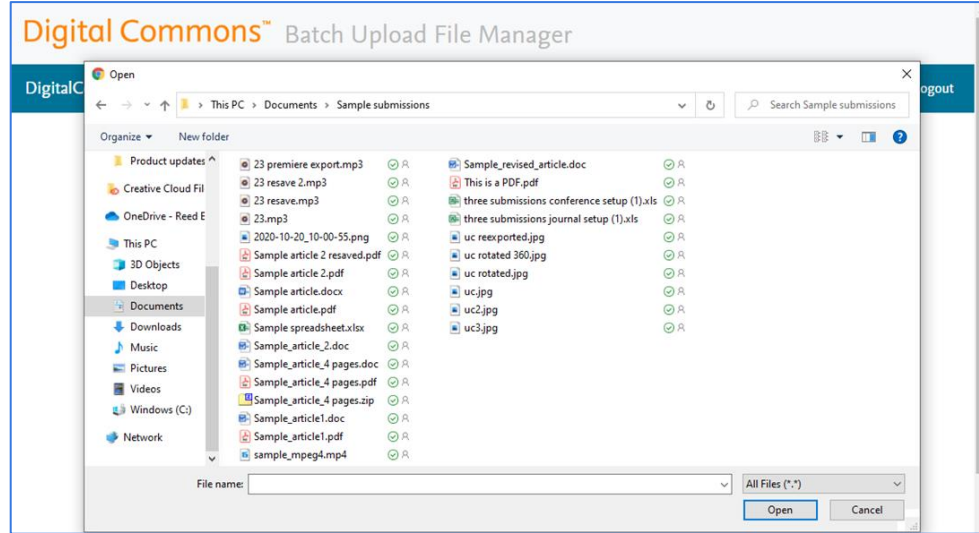 Digital Commons™ Batch Upload File Manager
DigitalC
ogout
Open
This PC > Documents > Sample submissions
Search Sample submissions
Organize
New folder
Product updates
Creative Cloud Fil
OneDrive - Reed E
This PC
3D Objects
Desktop
Documents
Downloads
Music
Pictures
Videos
Windows (C:)
Network
23 premiere export.mp3
23 resave 2.mp3
23 resave.mp3
23.mp3
2020-10-20_10-00-55.png
Sample article 2 resaved.pdf
Sample article 2.pdf
Sample article.docx
Sample article.pdf
Sample spreadsheet.xlsx
Sample_article_2.doc
Sample_article_4 pages.doc
Sample_article_4 pages.pdf
Sample_article_4 pages.zip
Sample_article1.doc
Sample_article1.pdf
sample_mpeg4.mp4
Sample_revised_article.doc
This is a PDF.pdf
three submissions conference setup (1).xls
three submissions journal setup (1).xls
uc reexported.jpg
uc rotated 360.jpg
uc rotated.jpg
uc.jpg
uc2.jpg
uc3.jpg
File name:
All Files (*.*)
Open
Cancel